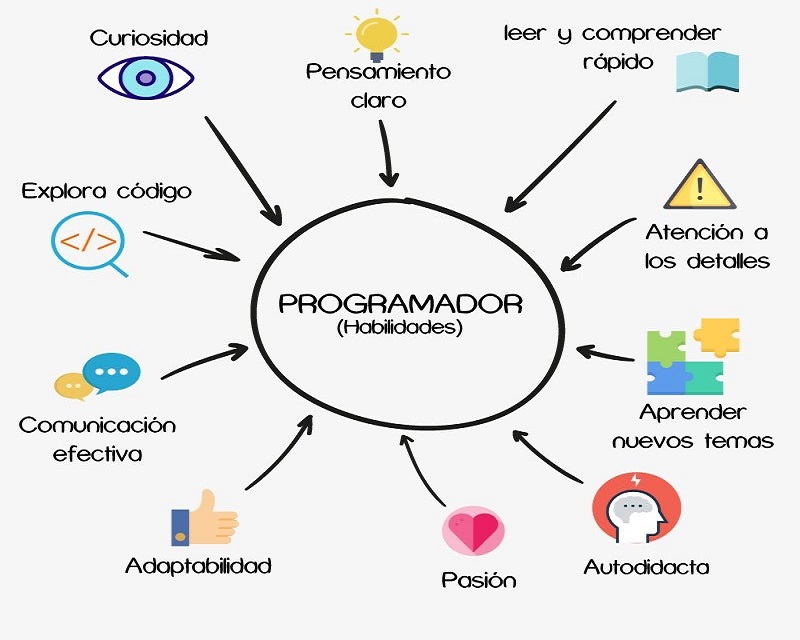 Curiosidad
Pensamiento
claro
leer y comprender
rápido
Explora código
</>
Atención a
los detalles
PROGRAMADOR
(Habilidades)
Comunicación
efectiva
Aprender
nuevos temas
Adaptabilidad
Pasión
Autodidacta